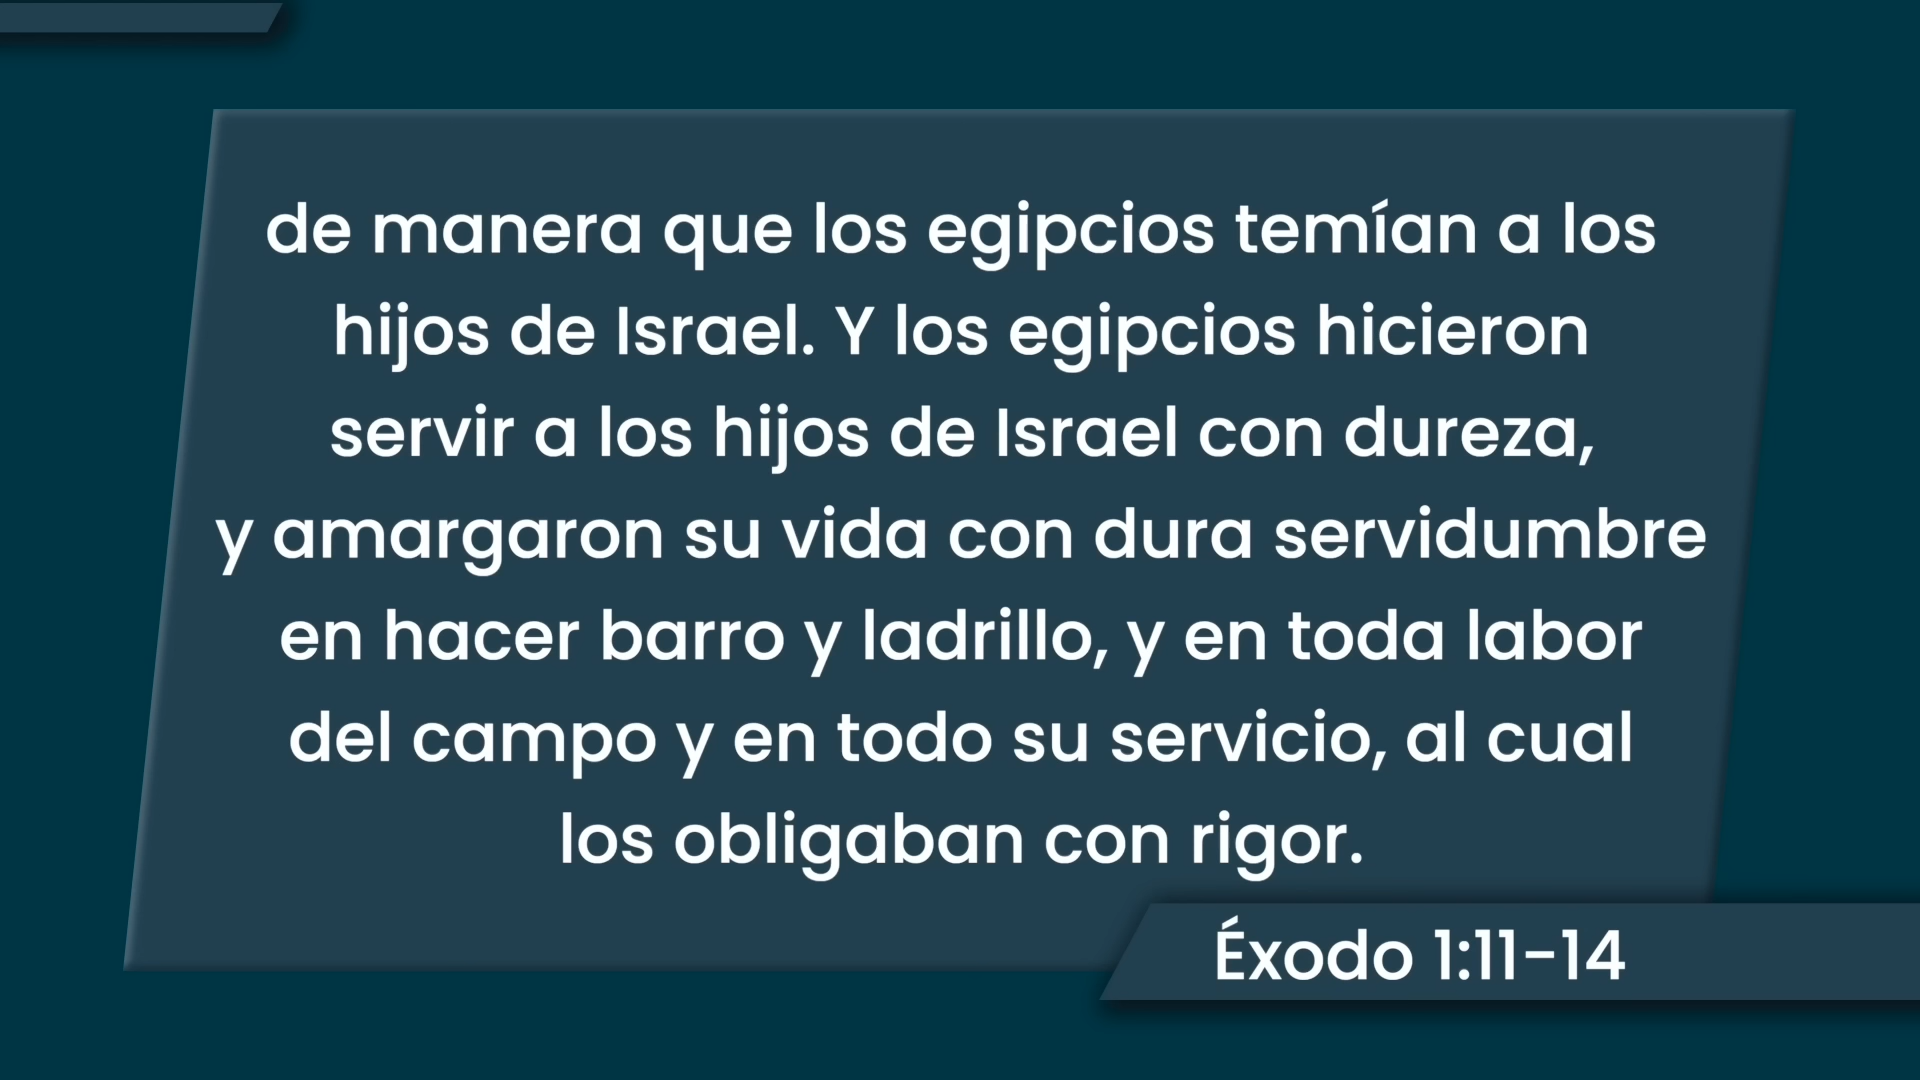 de manera que los egipcios temían a los
hijos de Israel. Y los egipcios hicieron
servir a los hijos de Israel con dureza,
y amargaron su vida con dura servidumbre
en hacer barro y ladrillo, y en toda labor
del campo y en todo su servicio, al cual
los obligaban con rigor.
Éxodo 1:11-14